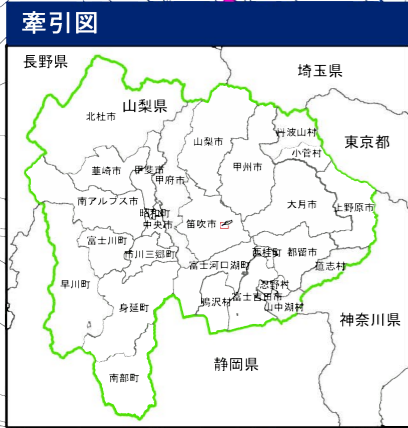 牽引図
長野県
埼玉県
山梨県
北杜市
山梨市
丹波山村
東京都
小菅村
韮崎市
甲斐市
甲州市
甲府市
南アルプス市
大月市
上野原市
昭和町
中央市
笛吹市
富士川町
市川三郷町
西桂町
都留市
富士河口湖町
道志村
早川町
忍野村
鳴沢村
富士吉田市
身延町
山中湖村
神奈川県
静岡県
南部町